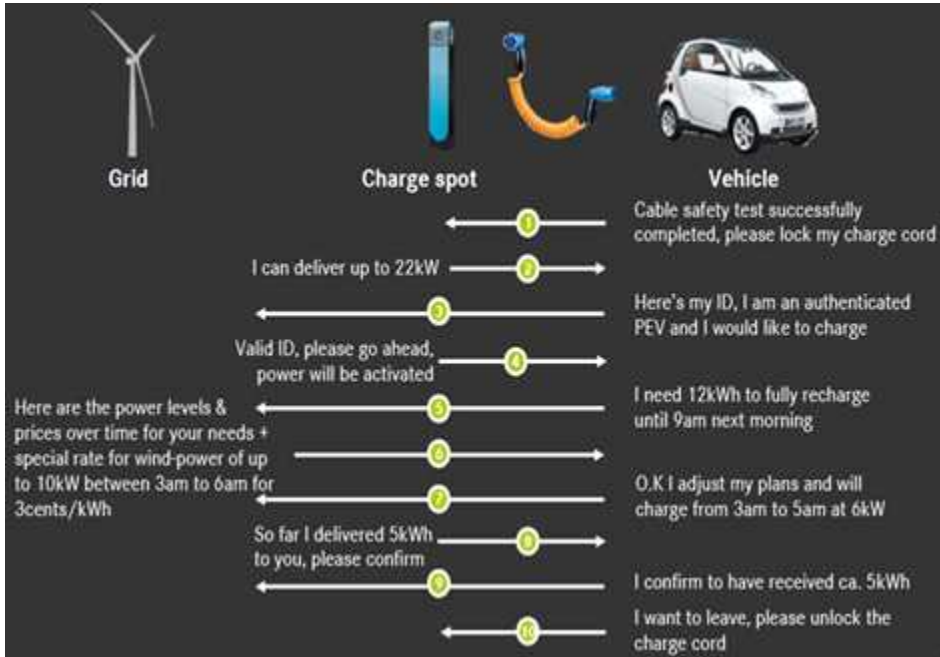 Grid
Charge spot
Vehicle
1
Cable safety test successfully
completed, please lock my charge cord
I can deliver up to 22kW
2
Here's my ID, I am an authenticated
PEV and I would like to charge
3
Valid ID, please go ahead,
power will be activated
4
I need 12kWh to fully recharge
until 9am next morning
5
Here are the power levels &
prices over time for your needs +
special rate for wind-power of up
to 10kW between 3am to 6am for
3cents/kWh
6
7
O.K I adjust my plans and will
charge from 3am to 5am at 6kW
So far I delivered 5kWh
to you, please confirm
8
9
I confirm to have received ca. 5kWh
10
I want to leave, please unlock the
charge cord